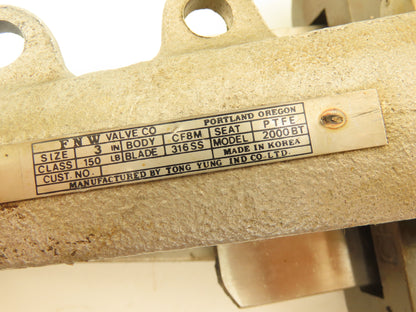 FNW VALVE CO PORTLAND OREGON
SIZE 3 IN BODY CF8M SEAT PTFE
CLASS 150 LB BLADE 316SS MODEL 2000BT
CUST.NO. MADE IN KOREA
MANUFACTURED BY TONG YUNG IND CO LTD.